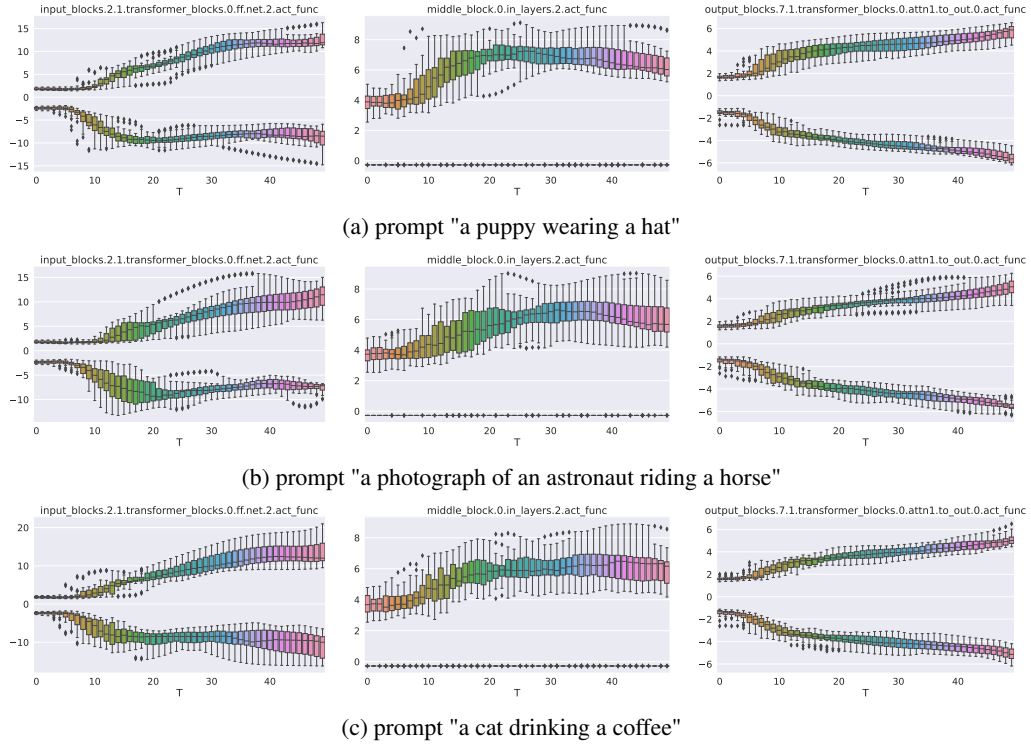 input_blocks.2.1.transformer_blocks.0.ff.net.2.act_func
middle_block.0.in_layers.2.act_func
output_blocks.7.1.transformer_blocks.0.attn1.to_out.0.act_func
15
10
5
0
−5
−10
−15
0 10 20 30 40
T
8
6
4
2
0
0 10 20 30 40
T
6
4
2
0
−2
−4
−6
0 10 20 30 40
T
(a) prompt "a puppy wearing a hat"
input_blocks.2.1.transformer_blocks.0.ff.net.2.act_func
middle_block.0.in_layers.2.act_func
output_blocks.7.1.transformer_blocks.0.attn1.to_out.0.act_func
15
10
5
0
−5
−10
0 10 20 30 40
T
8
6
4
2
0
0 10 20 30 40
T
6
4
2
0
−2
−4
−6
0 10 20 30 40
T
(b) prompt "a photograph of an astronaut riding a horse"
input_blocks.2.1.transformer_blocks.0.ff.net.2.act_func
middle_block.0.in_layers.2.act_func
output_blocks.7.1.transformer_blocks.0.attn1.to_out.0.act_func
20
10
0
−10
0 10 20 30 40
T
8
6
4
2
0
0 10 20 30 40
T
6
4
2
0
−2
−4
−6
0 10 20 30 40
T
(c) prompt "a cat drinking a coffee"